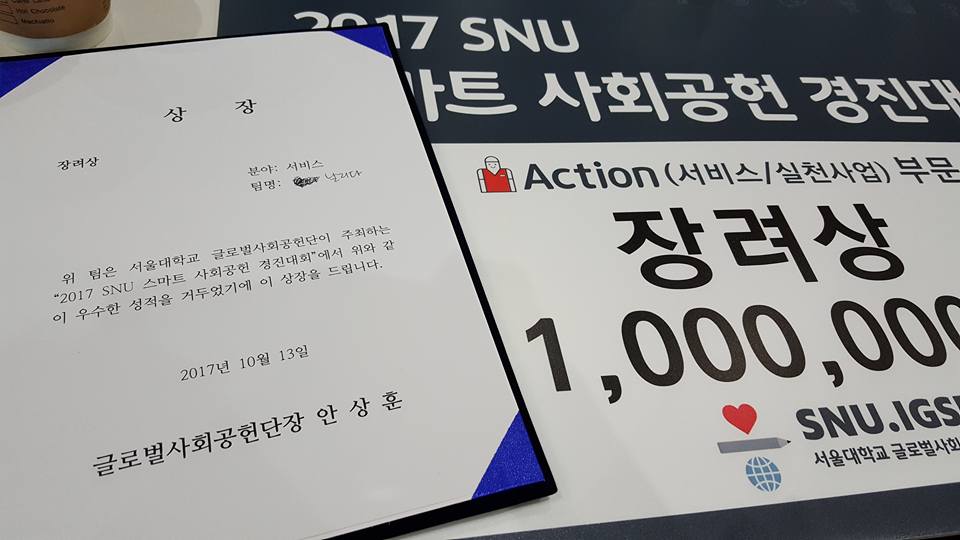 Hot Chocolate
Macchiato
상 장
장려상
분야: 서비스
팀명: 날리다
위 팀은 서울대학교 글로벌사회공헌단이 주최하는
“2017 SNU 스마트 사회공헌 경진대회”에서 위와 같
이 우수한 성적을 거두었기에 이 상장을 드립니다.
2017년 10월 13일
글로벌사회공헌단장 안 상 훈
2017 SNU
마트 사회공헌 경진대
Action (서비스/실천사업) 부문
장려상
1,000,000
SNU.IGS
서울대학교 글로벌사회